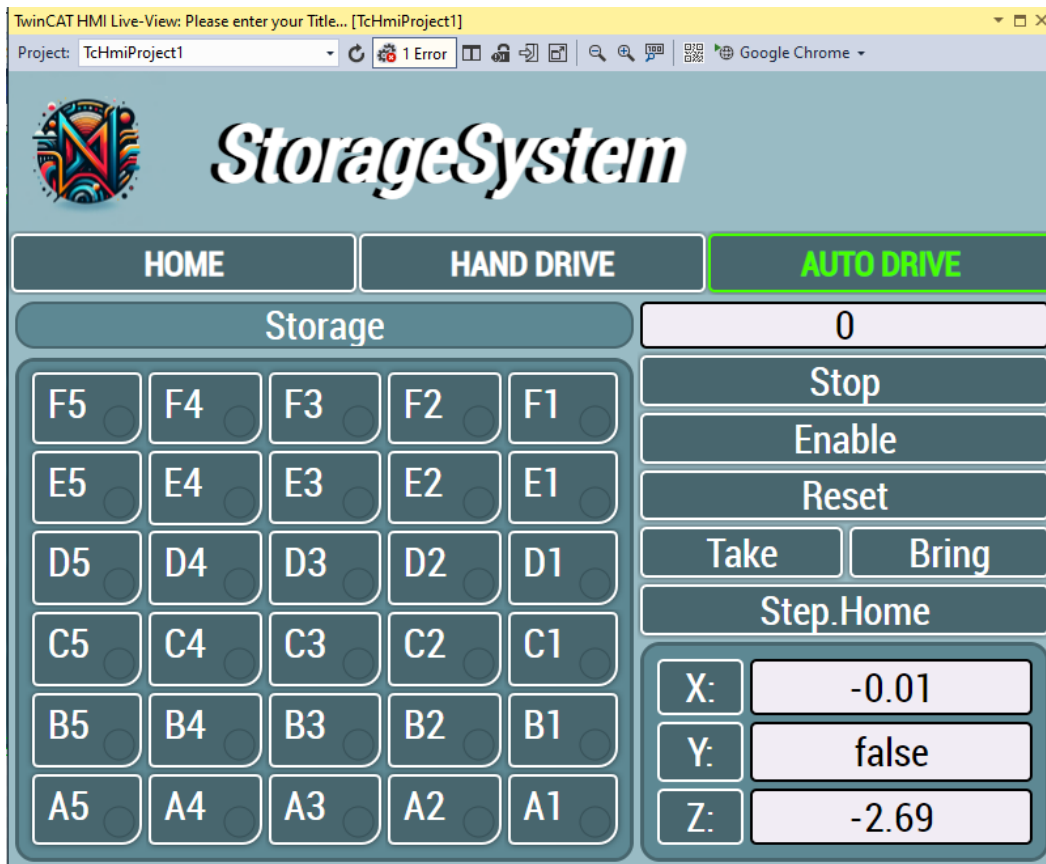 TwinCAT HMI Live-View: Please enter your Title... [TcHmiProject1]
Project: TcHmiProject1 1 Error Google Chrome
StorageSystem
HOME HAND DRIVE AUTO DRIVE
Storage
F5 F4 F3 F2 F1
E5 E4 E3 E2 E1
D5 D4 D3 D2 D1
C5 C4 C3 C2 C1
B5 B4 B3 B2 B1
A5 A4 A3 A2 A1
0
Stop
Enable
Reset
Take Bring
Step.Home
X: -0.01
Y: false
Z: -2.69